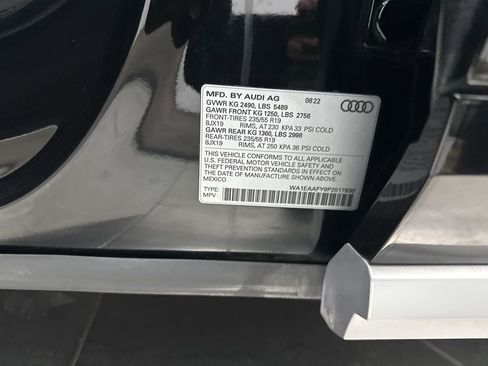 MFD. BY AUDI AG 08.22
GVWR KG 2490, LBS 5489
GAWR FRONT KG 1250, LBS 2756
FRONT-TIRES 235/55 R19
8JX19 RIMS, AT 230 KPA 33 PSI COLD
GAWR REAR KG 1360, LBS 2998
REAR-TIRES 235/55 R19
8JX19 RIMS, AT 250 KPA 36 PSI COLD
THIS VEHICLE CONFORMS TO ALL APPLICABLE
U.S. FEDERAL MOTOR VEHICLE SAFETY, AND
THEFT PREVENTION STANDARDS IN EFFECT
ON THE DATE OF MANUFACTURE SHOWN ABOVE.
MEXICO
TYPE: WA1EAAFY9P2017930
MPV